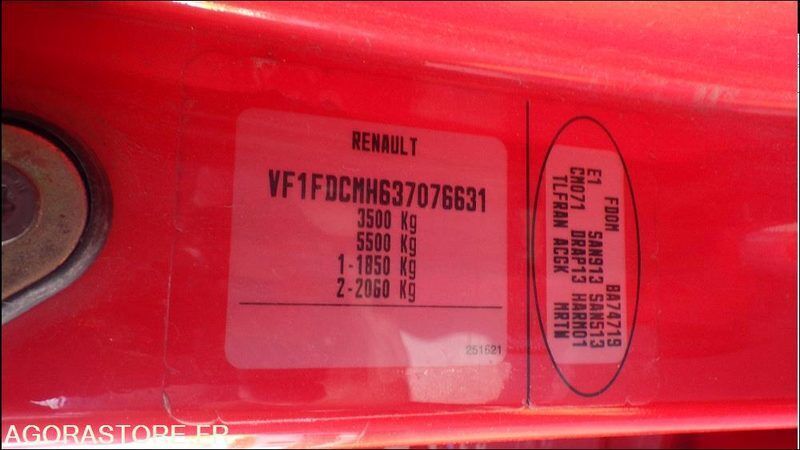 RENAULT
VF1FDCMH637076631
3500 Kg
5500 Kg
1-1850 Kg
2-2060 Kg
251621
FDOM BA74719
E1 SAN913 SAN513
CM071 DRAP13 HARM01
TLFRAN ACGK MRTW
AGORASTORE.FR